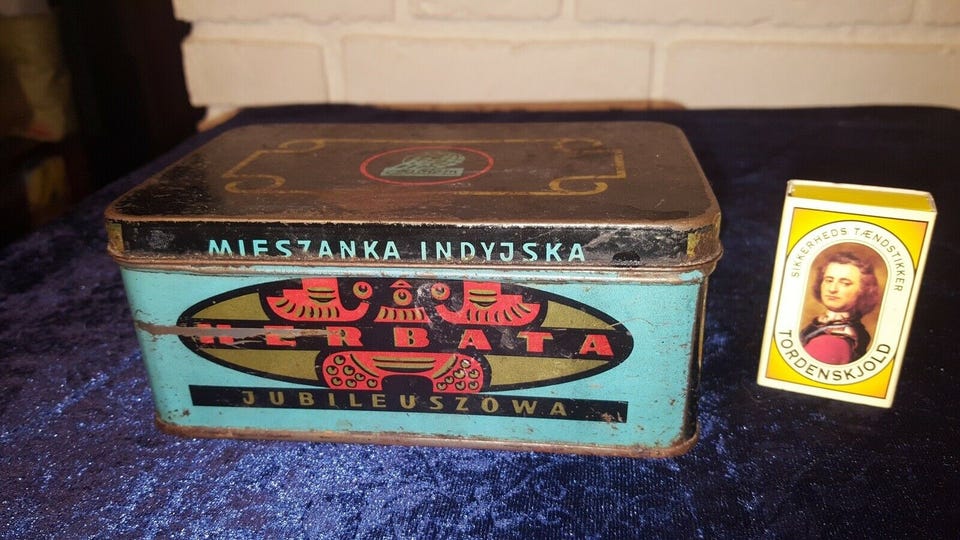 MIESZANKA INDYJSKA
HERBATA
JUBILEUSZOWA
SIKKERHEDS TÆNDSTIKKER
TORDENSKJOLD